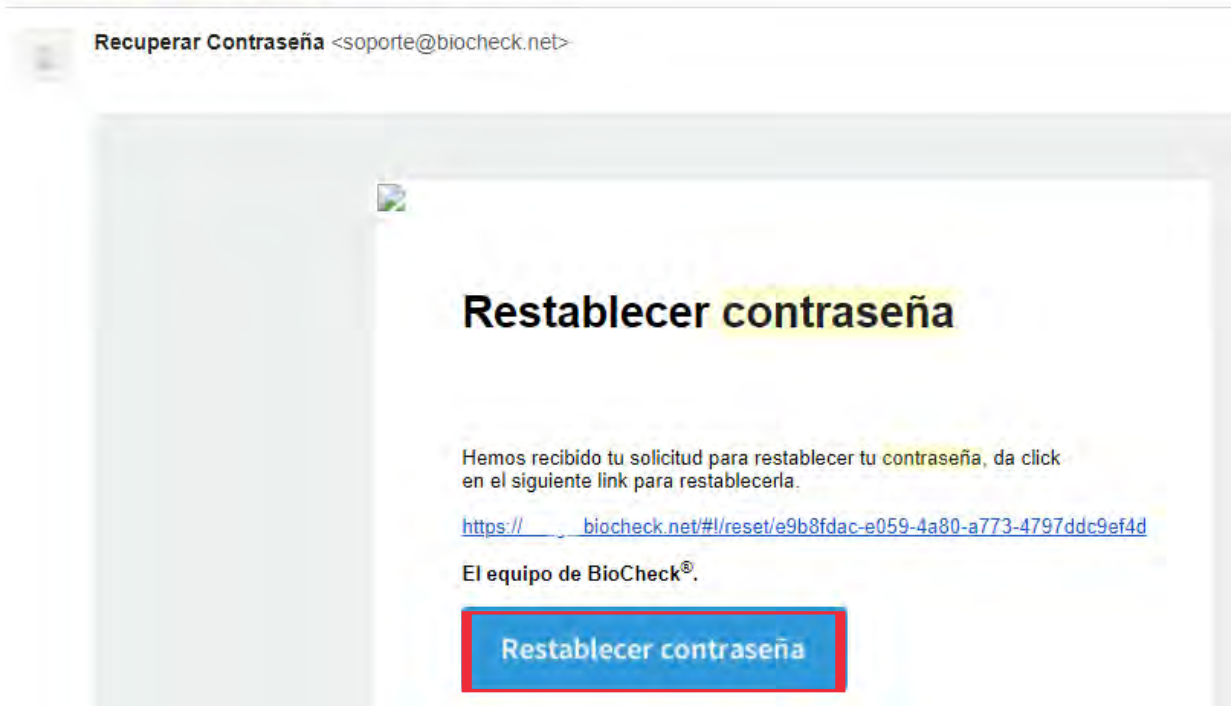 Recuperar Contraseña <soporte@biocheck.net>
Restablecer contraseña
Hemos recibido tu solicitud para restablecer tu contraseña, da click
en el siguiente link para restablecerla.
https:// biocheck.net/#!/reset/e9b8fdac-e059-4a80-a773-4797ddc9ef4d
El equipo de BioCheck®.
Restablecer contraseña